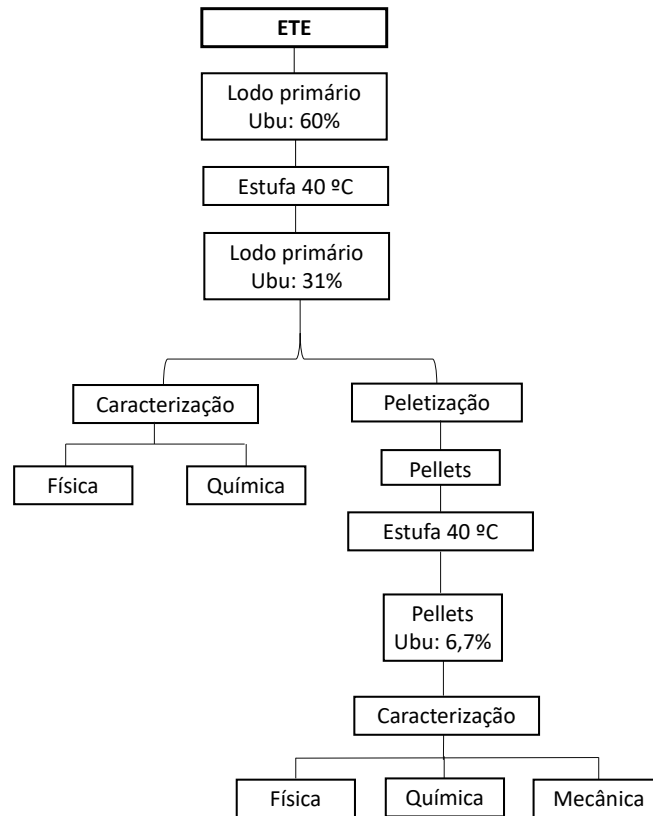 ETE
Lodo primário
Ubu: 60%
Estufa 40 ºC
Lodo primário
Ubu: 31%
Caracterização
Peletização
Física
Química
Pellets
Estufa 40 ºC
Pellets
Ubu: 6,7%
Caracterização
Física
Química
Mecânica